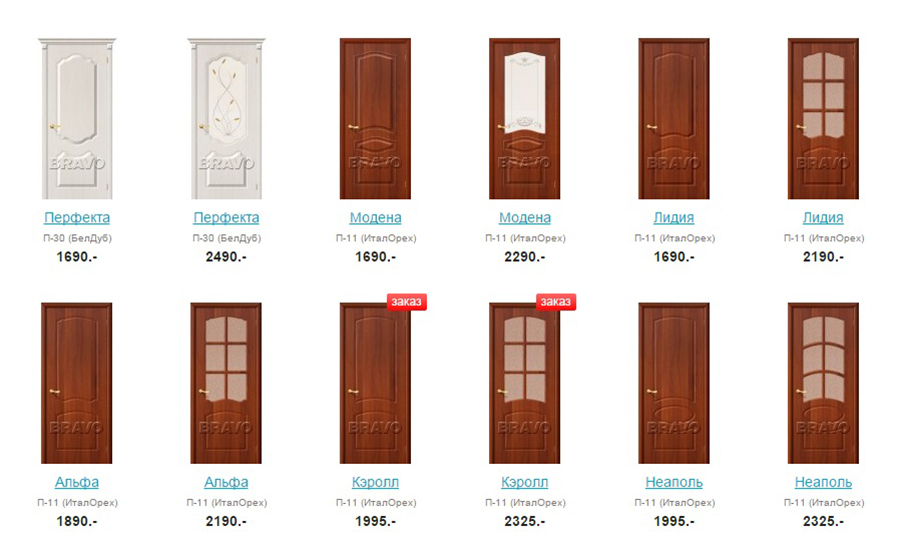 BRAVO BRAVO BRAVO BRAVO BRAVO BRAVO
Перфекта Перфекта Модена Модена Лидия Лидия
П-30 (БелДуб) П-30 (БелДуб) П-11 (ИталОрех) П-11 (ИталОрех) П-11 (ИталОрех) П-11 (ИталОрех)
1690.- 2490.- 1690.- 2290.- 1690.- 2190.-
заказ заказ
BRAVO BRAVO BRAVO BRAVO BRAVO BRAVO
Альфа Альфа Кэролл Кэролл Неаполь Неаполь
П-11 (ИталОрех) П-11 (ИталОрех) П-11 (ИталОрех) П-11 (ИталОрех) П-11 (ИталОрех) П-11 (ИталОрех)
1890.- 2190.- 1995.- 2325.- 1995.- 2325.-